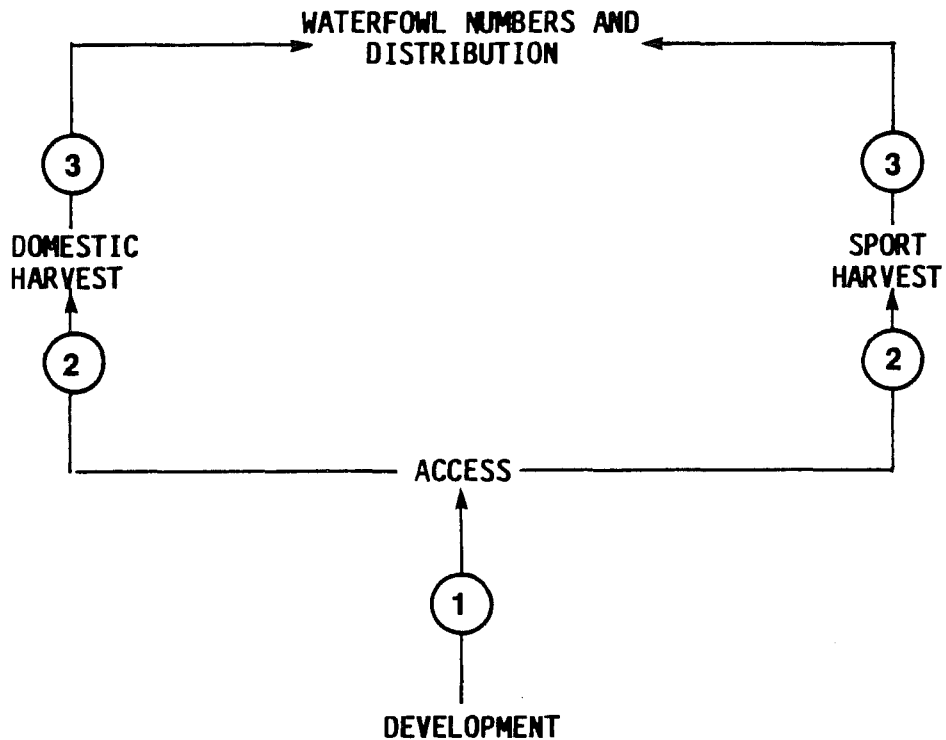 WATERFOWL NUMBERS AND
DISTRIBUTION
3
3
DOMESTIC
HARVEST
SPORT
HARVEST
2
2
ACCESS
1
DEVELOPMENT